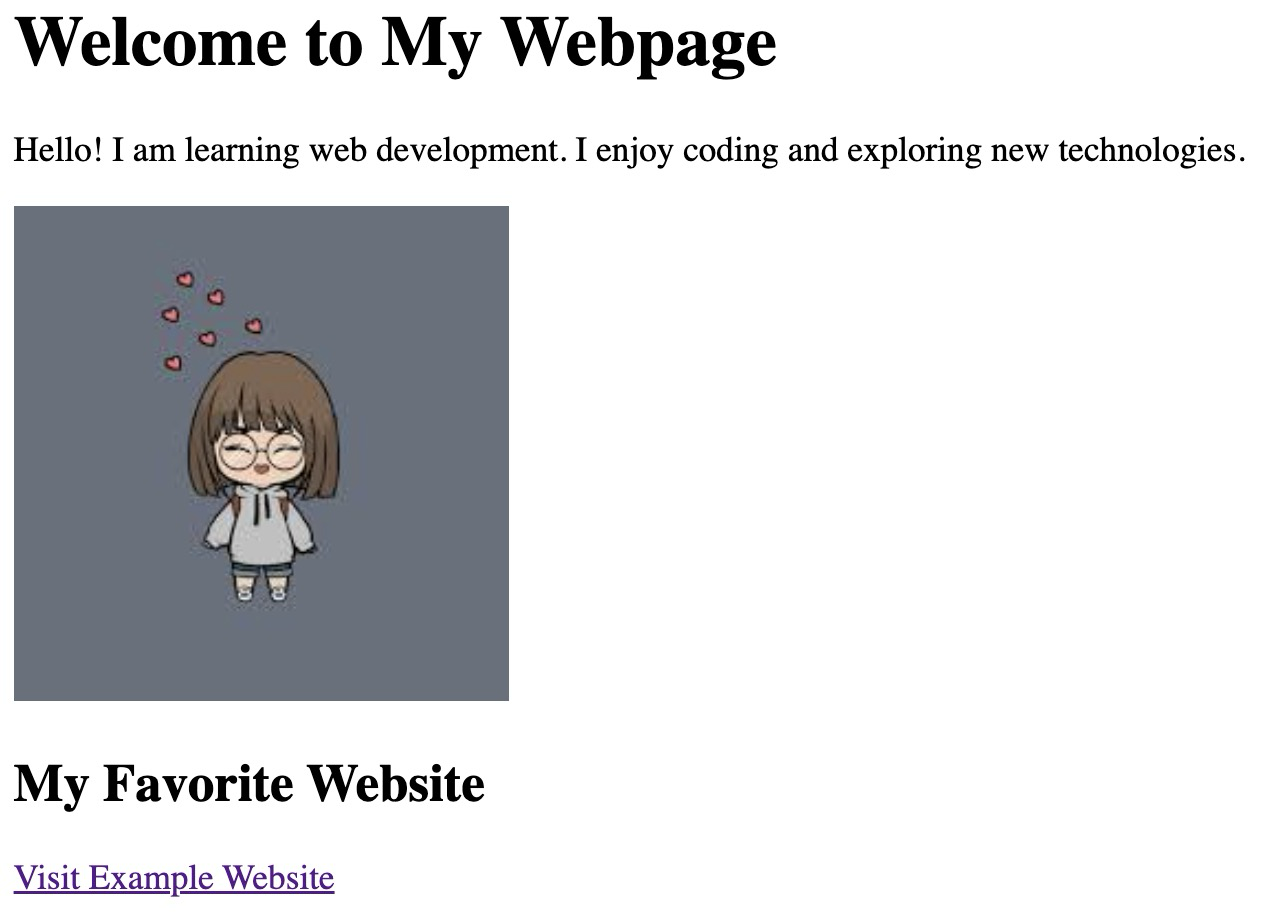 Welcome to My Webpage
Hello! I am learning web development. I enjoy coding and exploring new technologies.
My Favorite Website
Visit Example Website